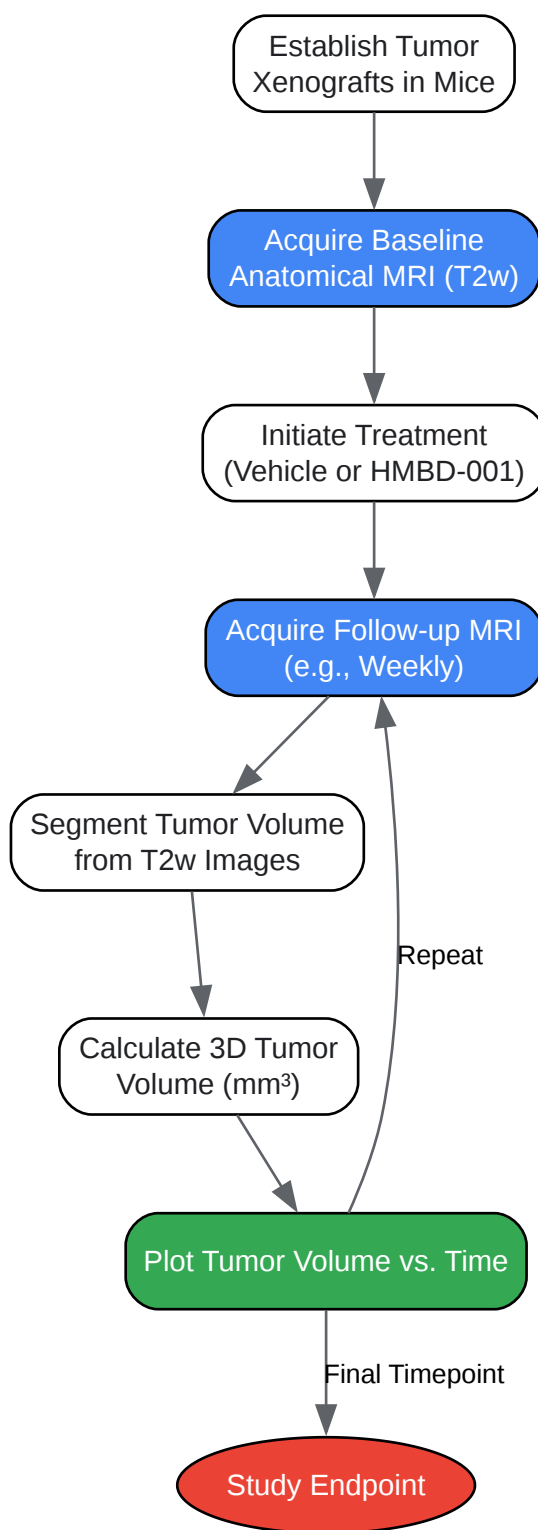 Establish Tumor
Xenografts in Mice
Acquire Baseline
Anatomical MRI (T2w)
Initiate Treatment
(Vehicle or HMBD-001)
Acquire Follow-up MRI
(e.g., Weekly)
Segment Tumor Volume
from T2w Images
Repeat
Calculate 3D Tumor
Volume (mm³)
Plot Tumor Volume vs. Time
Final Timepoint
Study Endpoint